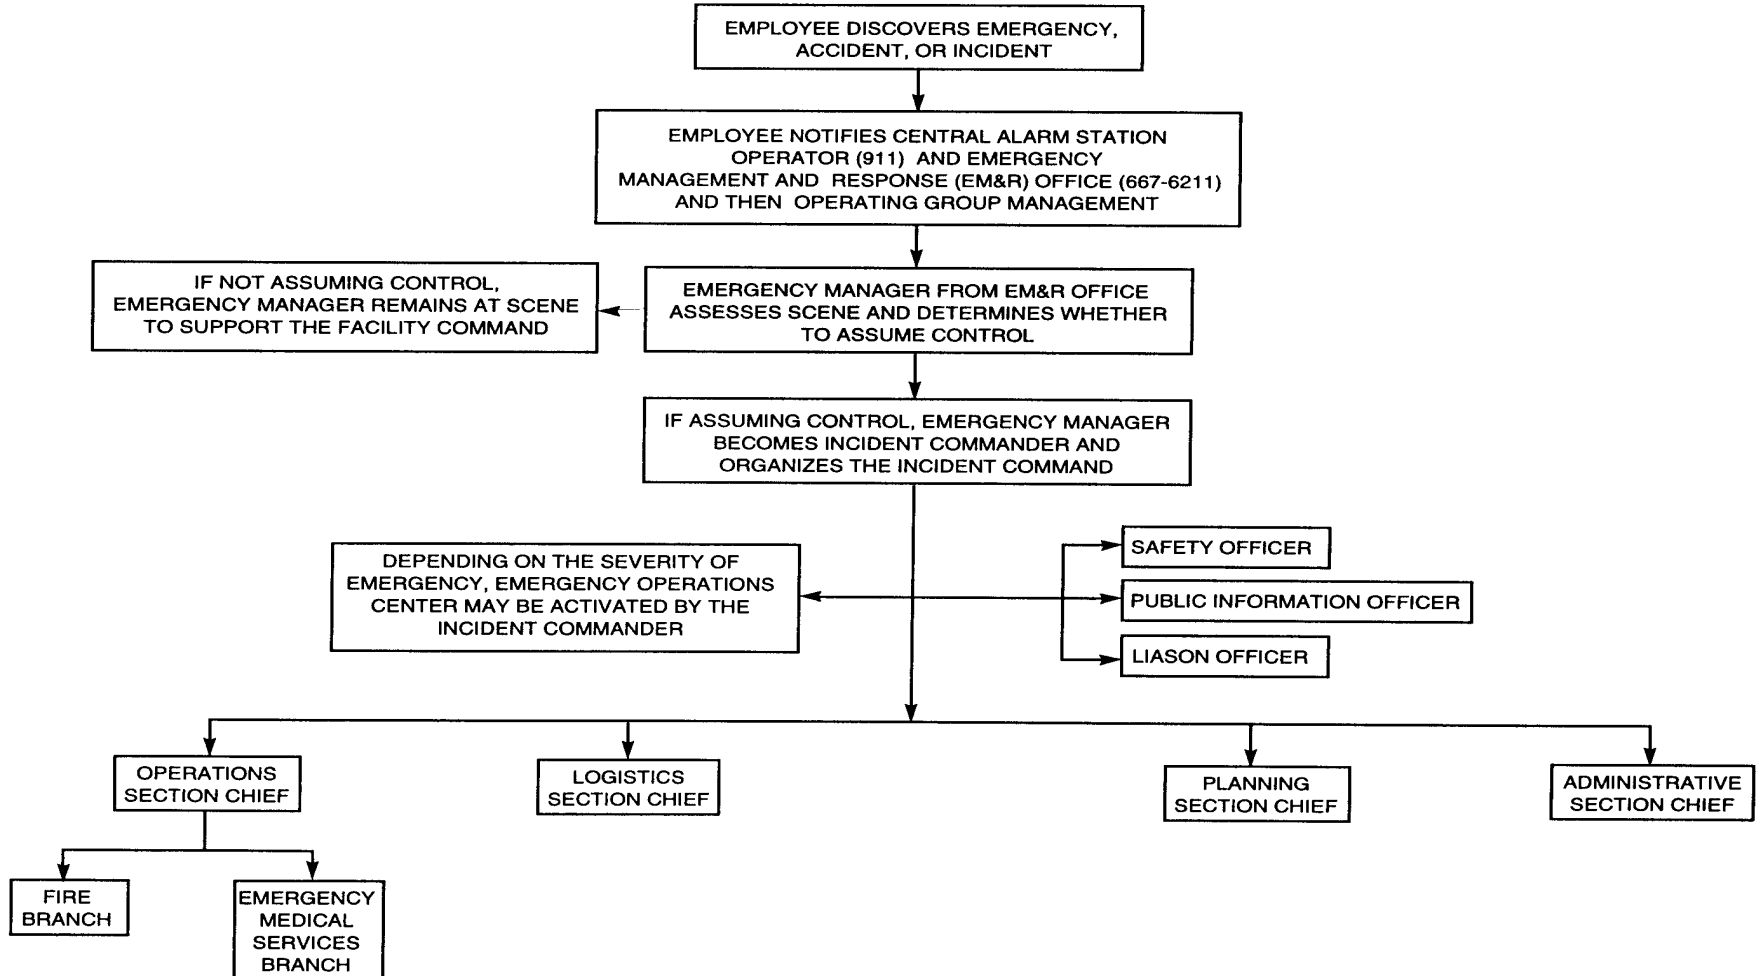 EMPLOYEE DISCOVERS EMERGENCY,
ACCIDENT, OR INCIDENT
EMPLOYEE NOTIFIES CENTRAL ALARM STATION
OPERATOR (911) AND EMERGENCY
MANAGEMENT AND RESPONSE (EM&R) OFFICE (667-6211)
AND THEN OPERATING GROUP MANAGEMENT
IF NOT ASSUMING CONTROL,
EMERGENCY MANAGER REMAINS AT SCENE
TO SUPPORT THE FACILITY COMMAND
EMERGENCY MANAGER FROM EM&R OFFICE
ASSESSES SCENE AND DETERMINES WHETHER
TO ASSUME CONTROL
IF ASSUMING CONTROL, EMERGENCY MANAGER
BECOMES INCIDENT COMMANDER AND
ORGANIZES THE INCIDENT COMMAND
DEPENDING ON THE SEVERITY OF
EMERGENCY, EMERGENCY OPERATIONS
CENTER MAY BE ACTIVATED BY THE
INCIDENT COMMANDER
SAFETY OFFICER
PUBLIC INFORMATION OFFICER
LIASON OFFICER
OPERATIONS
SECTION CHIEF
LOGISTICS
SECTION CHIEF
PLANNING
SECTION CHIEF
ADMINISTRATIVE
SECTION CHIEF
FIRE
BRANCH
EMERGENCY
MEDICAL
SERVICES
BRANCH